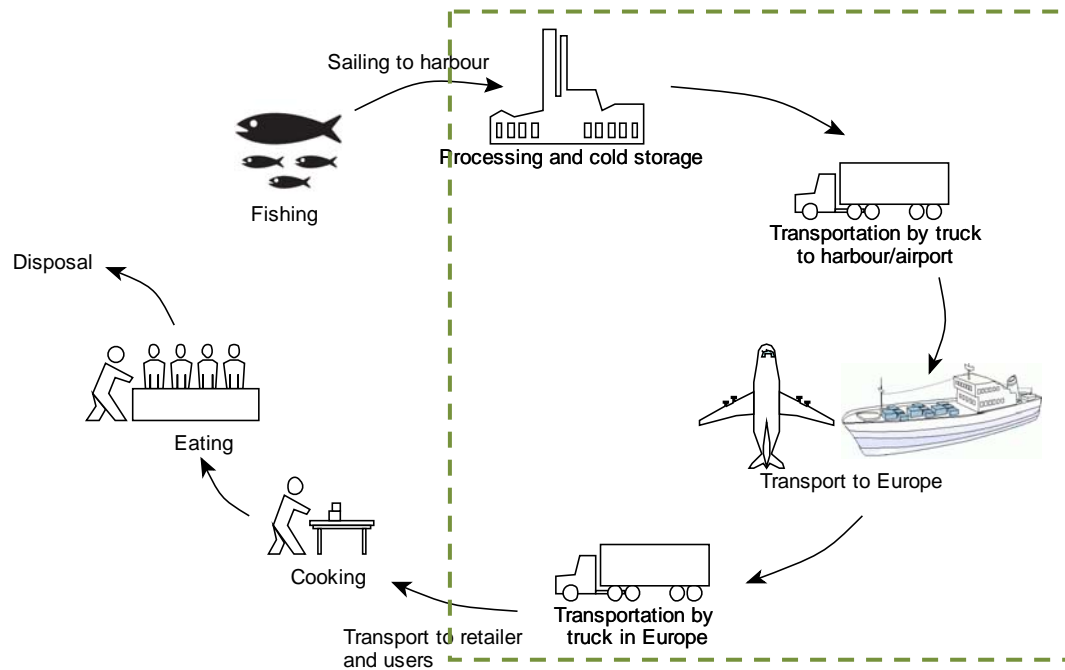 Sailing to harbour
Processing and cold storage
Fishing
Transportation by truck
to harbour/airport
Disposal
Eating
Transport to Europe
Cooking
Transportation by
truck in Europe
Transport to retailer
and users